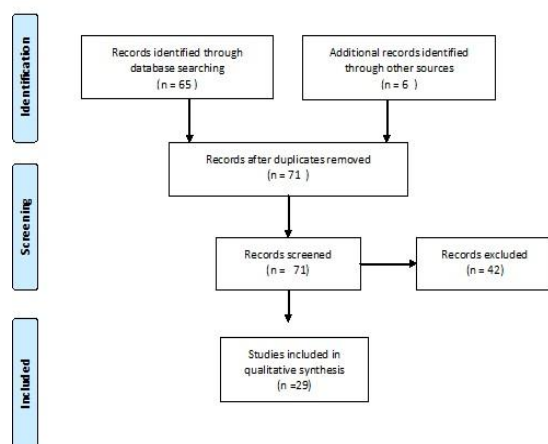 Identification
Records identified through
database searching
(n = 65 )
Additional records identified
through other sources
(n = 6 )
Records after duplicates removed
(n = 71 )
Screening
Records screened
(n = 71)
Records excluded
(n = 42)
Included
Studies included in
qualitative synthesis
(n =29)